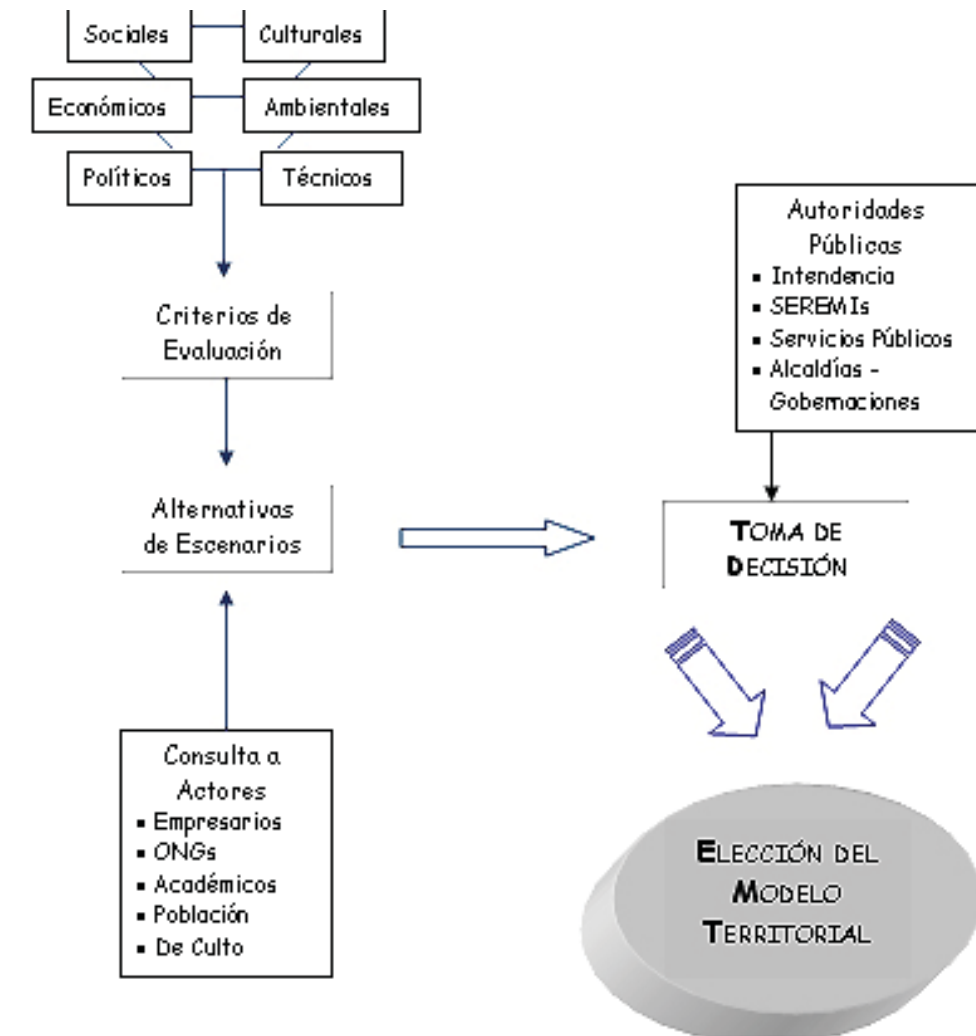 Sociales
Culturales
Económicos
Ambientales
Políticos
Técnicos
Criterios de
Evaluación
Alternativas
de Escenarios
Consulta a
Actores
▪ Empresarios
▪ ONGs
▪ Académicos
▪ Población
▪ De Culto
Autoridades
Públicas
▪ Intendencia
▪ SEREMIs
▪ Servicios Públicos
▪ Alcaldías -
Gobernaciones
TOMA DE
DECISIÓN
ELECCIÓN DEL
MODELO
TERRITORIAL